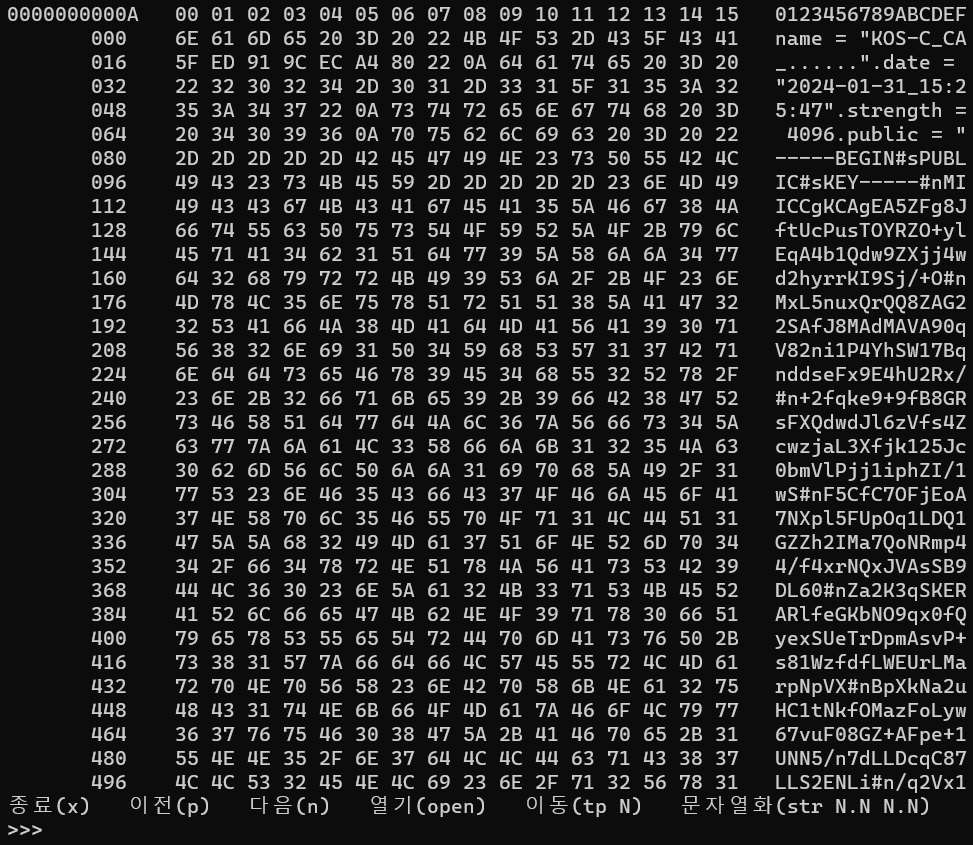 0000000000A 00 01 02 03 04 05 06 07 08 09 10 11 12 13 14 15 0123456789ABCDEF
000 6E 61 6D 65 20 3D 20 22 4B 4F 53 2D 43 5F 43 41 name = "KOS-C_CA
016 5F ED 91 9C EC A4 80 22 0A 64 61 74 65 20 3D 20 _......".date =
032 22 32 30 32 34 2D 30 31 2D 33 31 5F 31 35 3A 32 "2024-01-31_15:2
048 35 3A 34 37 22 0A 73 74 72 65 6E 67 74 68 20 3D 5:47".strength =
064 20 34 30 39 36 0A 70 75 62 6C 69 63 20 3D 20 22 4096.public = "
080 2D 2D 2D 2D 2D 42 45 47 49 4E 23 73 50 55 42 4C -----BEGIN#sPUBL
096 49 43 23 73 4B 45 59 2D 2D 2D 2D 2D 23 6E 4D 49 IC#sKEY-----#nMI
112 49 43 43 67 4B 43 41 67 45 41 35 5A 46 67 38 4A ICCgKCAgEA5ZFg8J
128 66 74 55 63 50 75 73 54 4F 59 52 5A 4F 2B 79 6C ftUcPusTOYRZO+yl
144 45 71 41 34 62 31 51 64 77 39 5A 58 6A 6A 34 77 EqA4b1Qdw9ZXjj4w
160 64 32 68 79 72 72 4B 49 39 53 6A 2F 2B 4F 23 6E d2hyrrKI9Sj/+O#n
176 4D 78 4C 35 6E 75 78 51 72 51 51 38 5A 41 47 32 MxL5nuxQrQQ8ZAG2
192 32 53 41 66 4A 38 4D 41 64 4D 41 56 41 39 30 71 2SAfJ8MAdMAVA90q
208 56 38 32 6E 69 31 50 34 59 68 53 57 31 37 42 71 V82ni1P4YhSW17Bq
224 6E 64 64 73 65 46 78 39 45 34 68 55 32 52 78 2F nddseFx9E4hU2Rx/
240 23 6E 2B 32 66 71 6B 65 39 2B 39 66 42 38 47 52 #n+2fqke9+9fB8GR
256 73 46 58 51 64 77 64 4A 6C 36 7A 56 66 73 34 5A sFXQdwdJl6zVfs4Z
272 63 77 7A 6A 61 4C 33 58 66 6A 6B 31 32 35 4A 63 cwzjaL3Xfjk125Jc
288 30 62 6D 56 6C 50 6A 6A 31 69 70 68 5A 49 2F 31 0bmVlPjj1iphZI/1
304 77 53 23 6E 46 35 43 66 43 37 4F 46 6A 45 6F 41 wS#nF5CfC7OFjEoA
320 37 4E 58 70 6C 35 46 55 70 4F 71 31 4C 44 51 31 7NXpl5FUpOq1LDQ1
336 47 5A 5A 68 32 49 4D 61 37 51 6F 4E 52 6D 70 34 GZZh2IMa7QoNRmp4
352 34 2F 66 34 78 72 4E 51 78 4A 56 41 73 53 42 39 4/f4xrNQxJVAsSB9
368 44 4C 36 30 23 6E 5A 61 32 4B 33 71 53 4B 45 52 DL60#nZa2K3qSKER
384 41 52 6C 66 65 47 4B 62 4E 4F 39 71 78 30 66 51 ARlfeGKbNO9qx0fQ
400 79 65 78 53 55 65 54 72 44 70 6D 41 73 76 50 2B yexSUeTrDpmAsvP+
416 73 38 31 57 7A 66 64 66 4C 57 45 55 72 4C 4D 61 s81WzfdfLWEUrLMa
432 72 70 4E 70 56 58 23 6E 42 70 58 6B 4E 61 32 75 rpNpVX#nBpXkNa2u
448 48 43 31 74 4E 6B 66 4F 4D 61 7A 46 6F 4C 79 77 HC1tNkfOMazFoLyw
464 36 37 76 75 46 30 38 47 5A 2B 41 46 70 65 2B 31 67vuF08GZ+AFpe+1
480 55 4E 4E 35 2F 6E 37 64 4C 4C 44 63 71 43 38 37 UNN5/n7dLLDcqC87
496 4C 4C 53 32 45 4E 4C 69 23 6E 2F 71 32 56 78 31 LLS2ENLi#n/q2Vx1
종료(x) 이전(p) 다음(n) 열기(open) 이동(tp N) 문자열화(str N.N N.N)
>>>